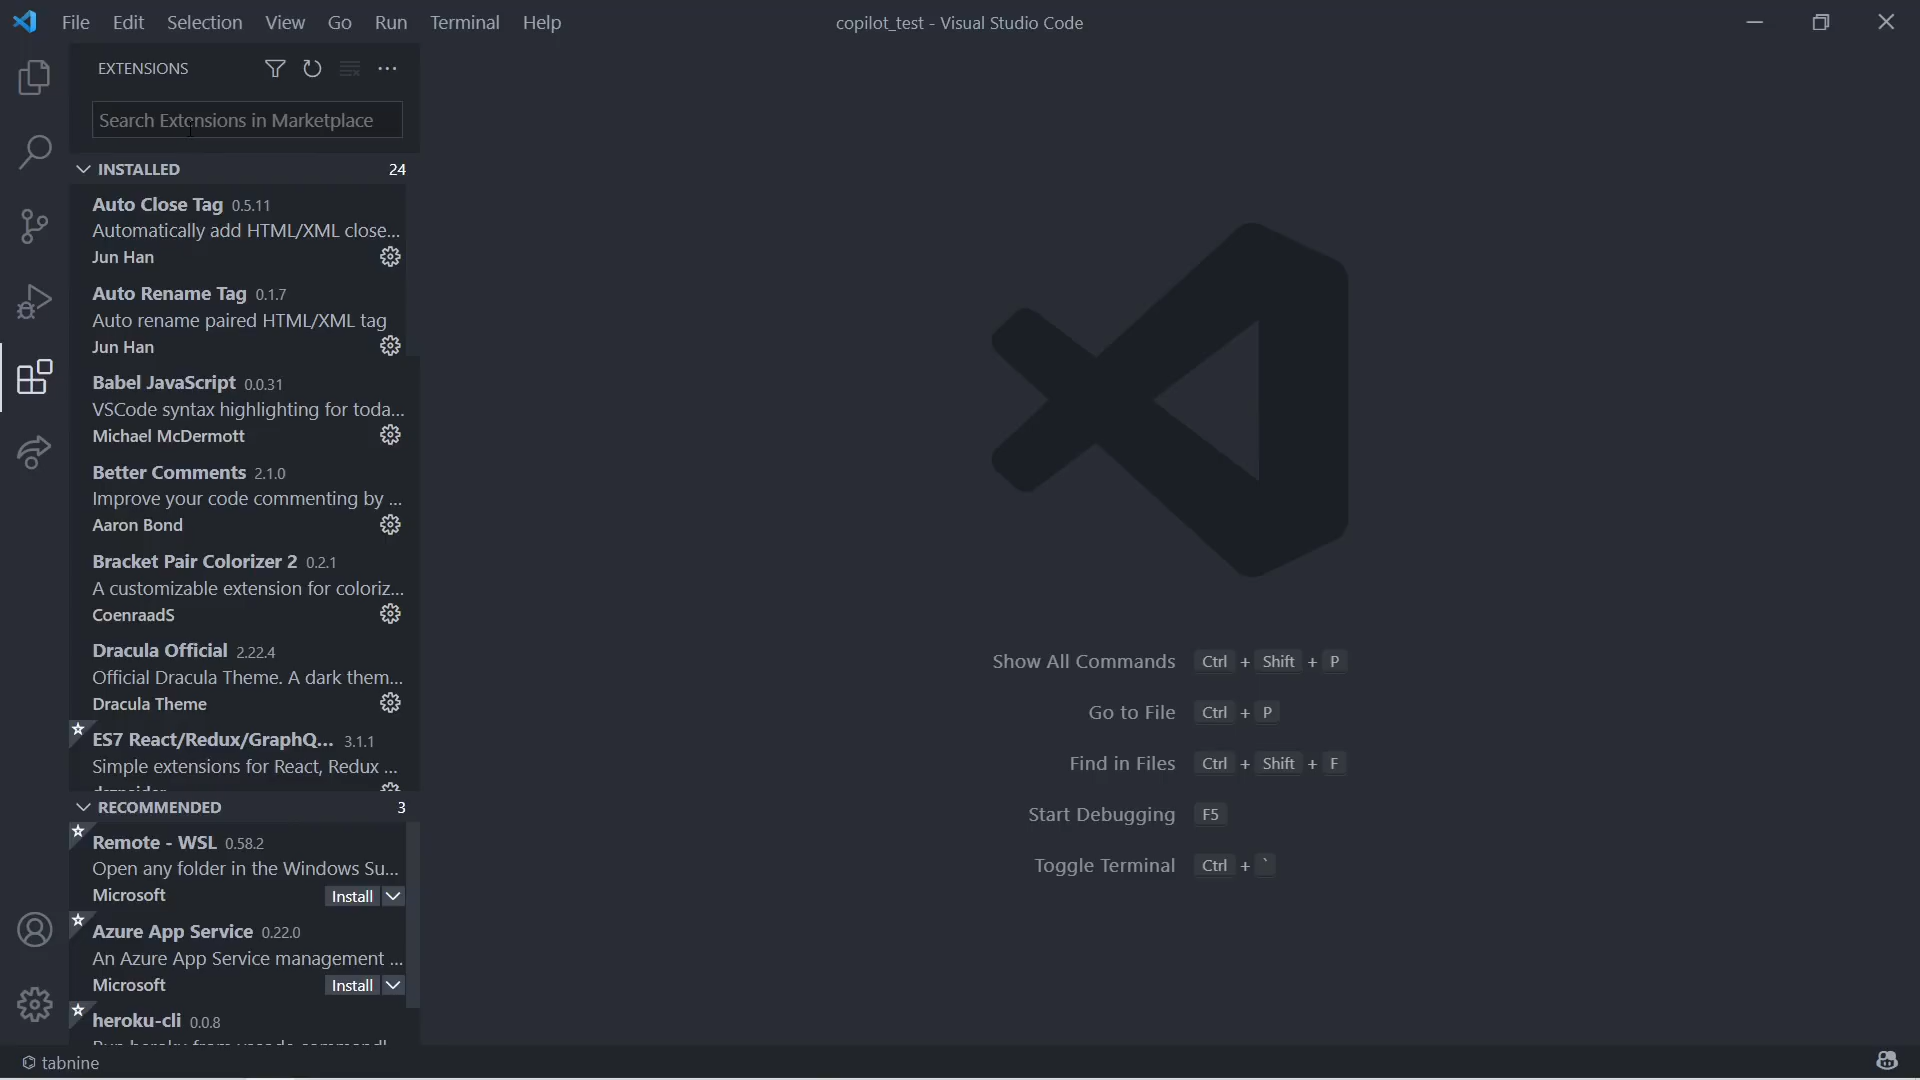 File Edit Selection View Go Run Terminal Help
copilot_test - Visual Studio Code
EXTENSIONS
Search Extensions in Marketplace
INSTALLED 24
Auto Close Tag 0.5.11
Automatically add HTML/XML close...
Jun Han
Auto Rename Tag 0.1.7
Auto rename paired HTML/XML tag
Jun Han
Babel JavaScript 0.0.31
VSCode syntax highlighting for toda...
Michael McDermott
Better Comments 2.1.0
Improve your code commenting by ...
Aaron Bond
Bracket Pair Colorizer 2 0.2.1
A customizable extension for coloriz...
CoenraadS
Dracula Official 2.22.4
Official Dracula Theme. A dark them...
Dracula Theme
ES7 React/Redux/GraphQ... 3.1.1
Simple extensions for React, Redux ...
RECOMMENDED 3
Remote - WSL 0.58.2
Open any folder in the Windows Su...
Microsoft Install
Azure App Service 0.22.0
An Azure App Service management ...
Microsoft Install
heroku-cli 0.0.8
Show All Commands Ctrl + Shift + P
Go to File Ctrl + P
Find in Files Ctrl + Shift + F
Start Debugging F5
Toggle Terminal Ctrl + `
tabnine